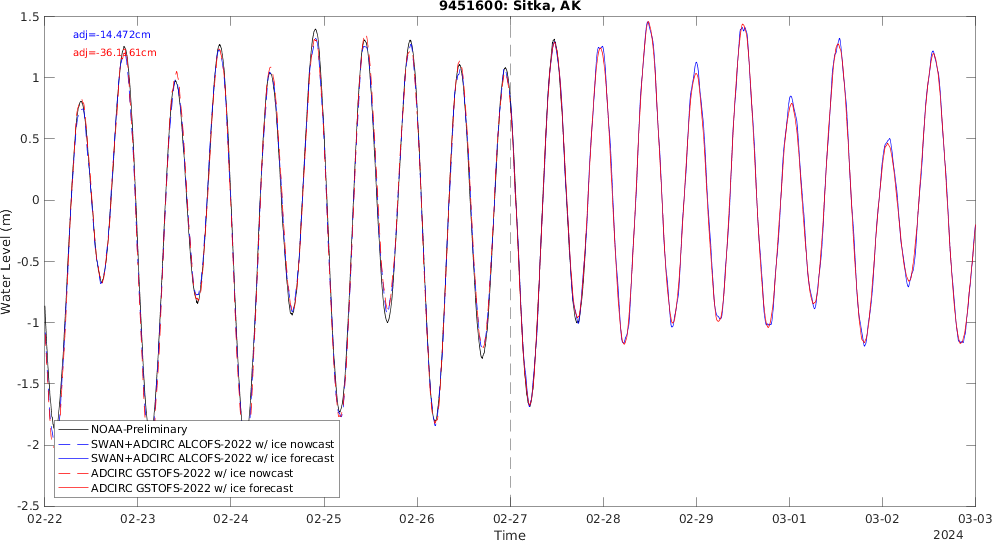 9451600: Sitka, AK
adj=-14.472cm
adj=-36.1961cm
Water Level (m)
1.5
1
0.5
0
-0.5
-1
-1.5
-2
-2.5
NOAA-Preliminary
SWAN+ADCIRC ALCOFS-2022 w/ ice nowcast
SWAN+ADCIRC ALCOFS-2022 w/ ice forecast
ADCIRC GSTOFS-2022 w/ ice nowcast
ADCIRC GSTOFS-2022 w/ ice forecast
02-22 02-23 02-24 02-25 02-26 02-27 02-28 02-29 03-01 03-02 03-03
Time
2024